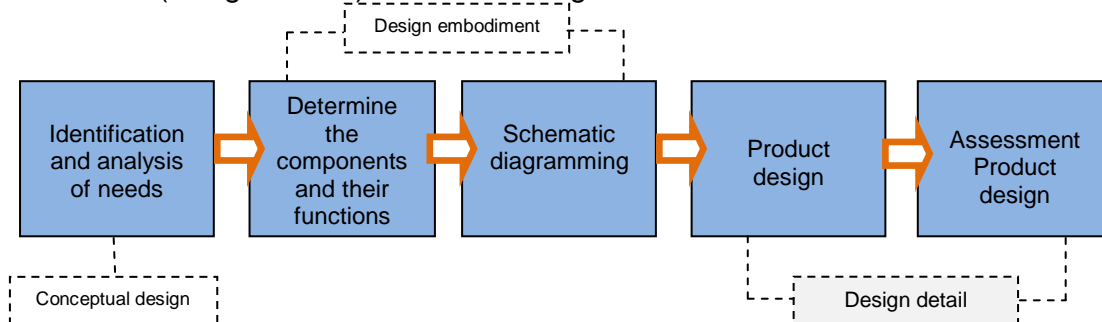 Design embodiment
Identification
and analysis
of needs
Determine
the
components
and their
functions
Schematic
diagramming
Product
design
Assessment
Product
design
Conceptual design
Design detail